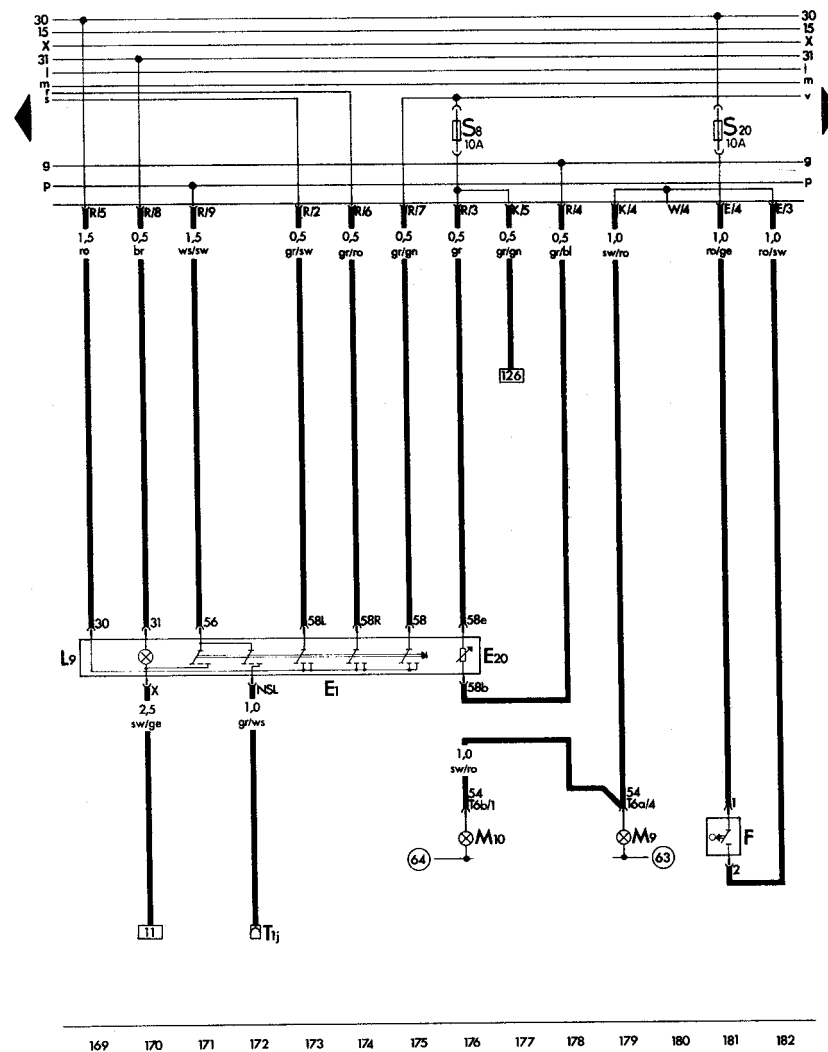 30 30
15 15
X X
31 31
l l
m m
r
s v
S8 S20
10A 10A
g g
p p
R/5 R/8 R/9 R/2 R/6 R/7 R/3 K/5 R/4 K/4 W/4 E/4 E/3
1,5 0,5 1,5 0,5 0,5 0,5 0,5 0,5 0,5 1,0 1,0 1,0
ro br ws/sw gr/sw gr/ro gr/gn gr gr/gn gr/bl sw/ro ro/ge ro/sw
126
30 31 56 58L 58R 58 58e
L9 E20
E1
X NSL 58b
2,5 1,0
sw/ge gr/ws
1,0
sw/ro
54 54
T6b/1 T6a/4 1
M10 M9 F
64 63 2
11 T1j
169 170 171 172 173 174 175 176 177 178 179 180 181 182